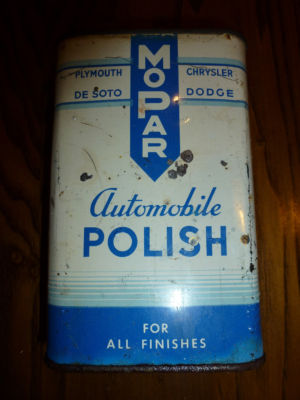 MOPAR
PLYMOUTH CHRYSLER
DE SOTO DODGE
Automobile
POLISH
FOR
ALL FINISHES